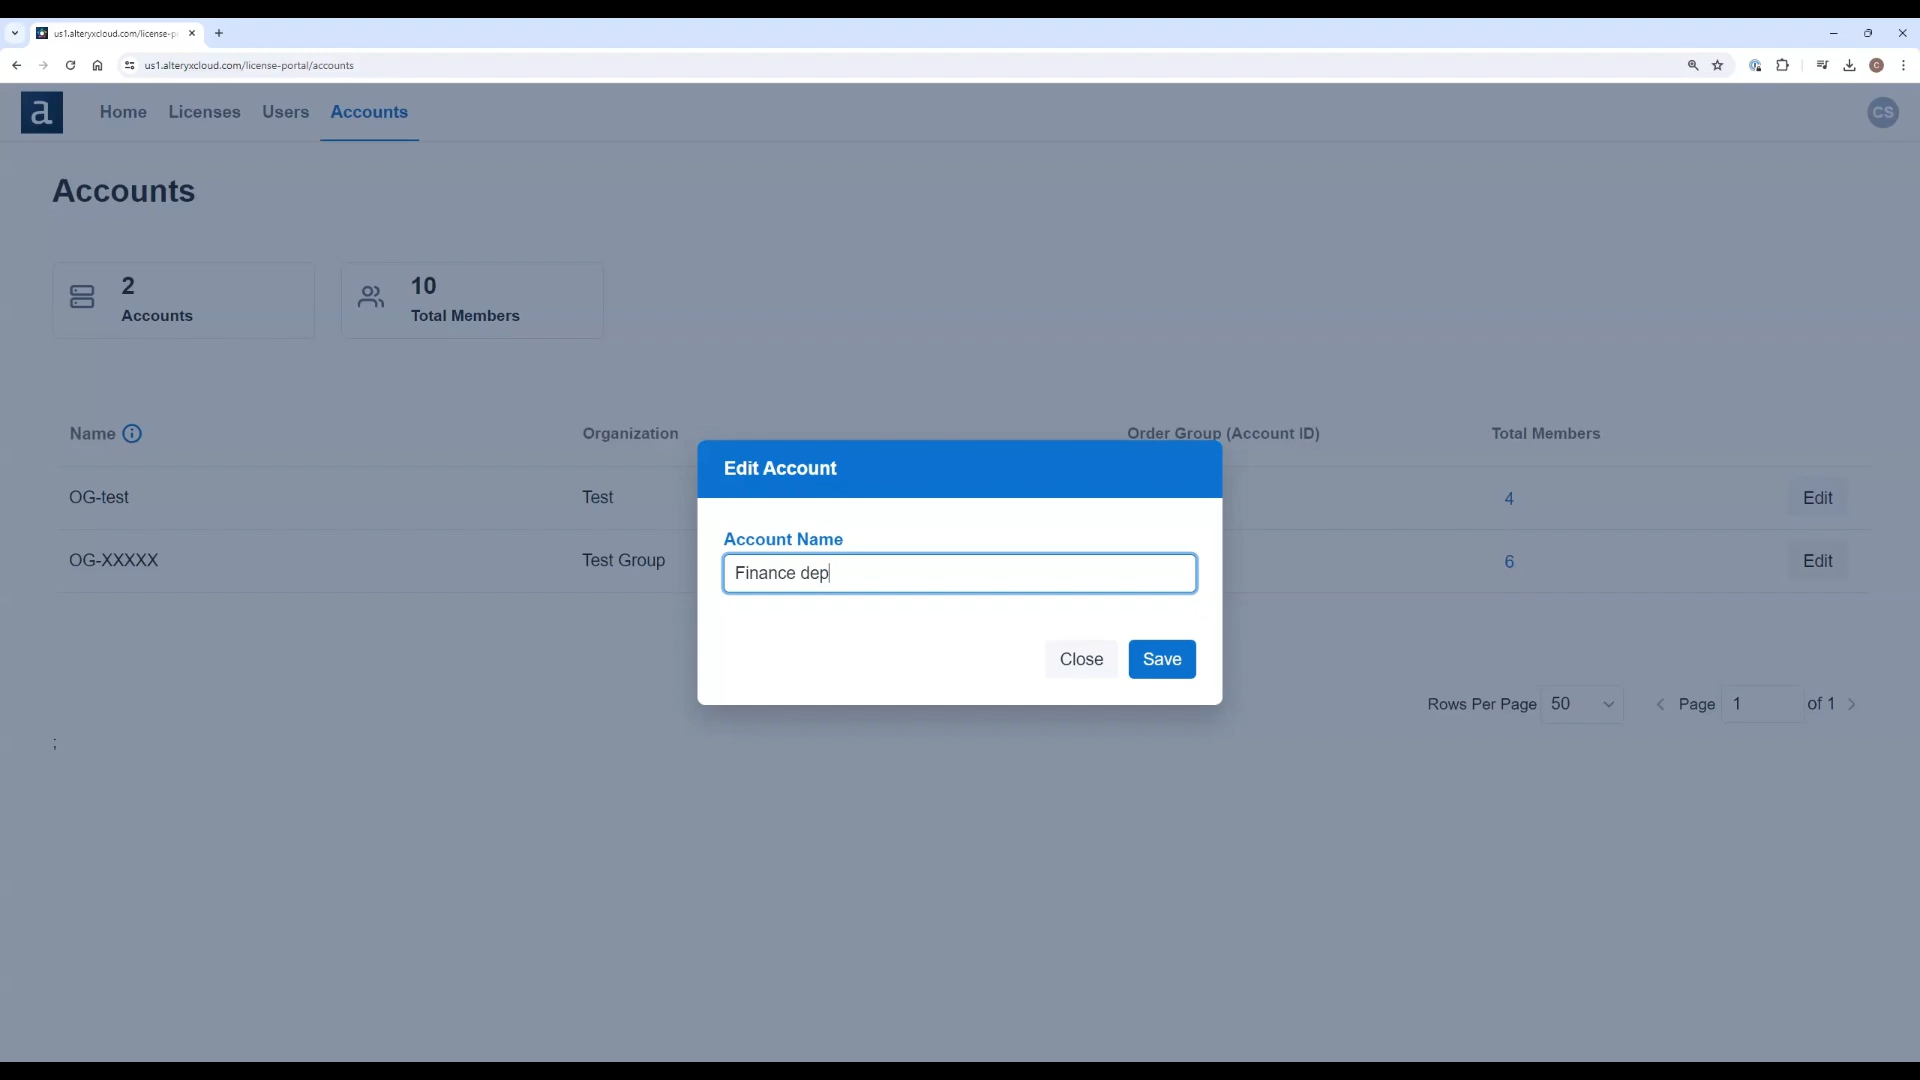 us1.alteryxcloud.com/license-p
us1.alteryxcloud.com/license-portal/accounts
C
a
Home
Licenses
Users
Accounts
CS
Accounts
2
Accounts
10
Total Members
Name
Organization
Order Group (Account ID)
Total Members
OG-test
Test
4
Edit
OG-XXXXX
Test Group
6
Edit
Edit Account
Account Name
Finance dep
Close
Save
Rows Per Page
50
Page
1
of 1
;